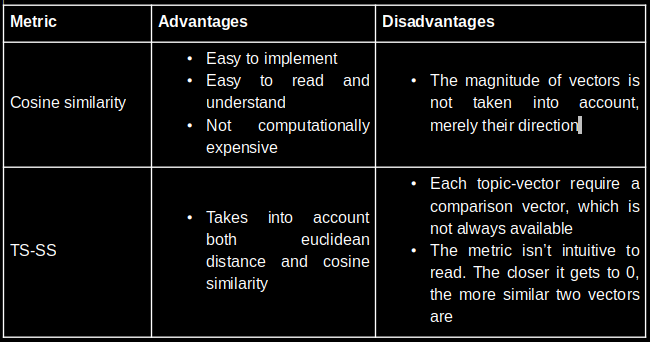 Metric
Advantages
Disadvantages
Cosine similarity
• Easy to implement
• Easy to read and
understand
• Not computationally
expensive
• The magnitude of vectors is
not taken into account,
merely their direction
TS-SS
• Takes into account
both euclidean
distance and cosine
similarity
• Each topic-vector require a
comparison vector, which is
not always available
• The metric isn’t intuitive to
read. The closer it gets to 0,
the more similar two vectors
are